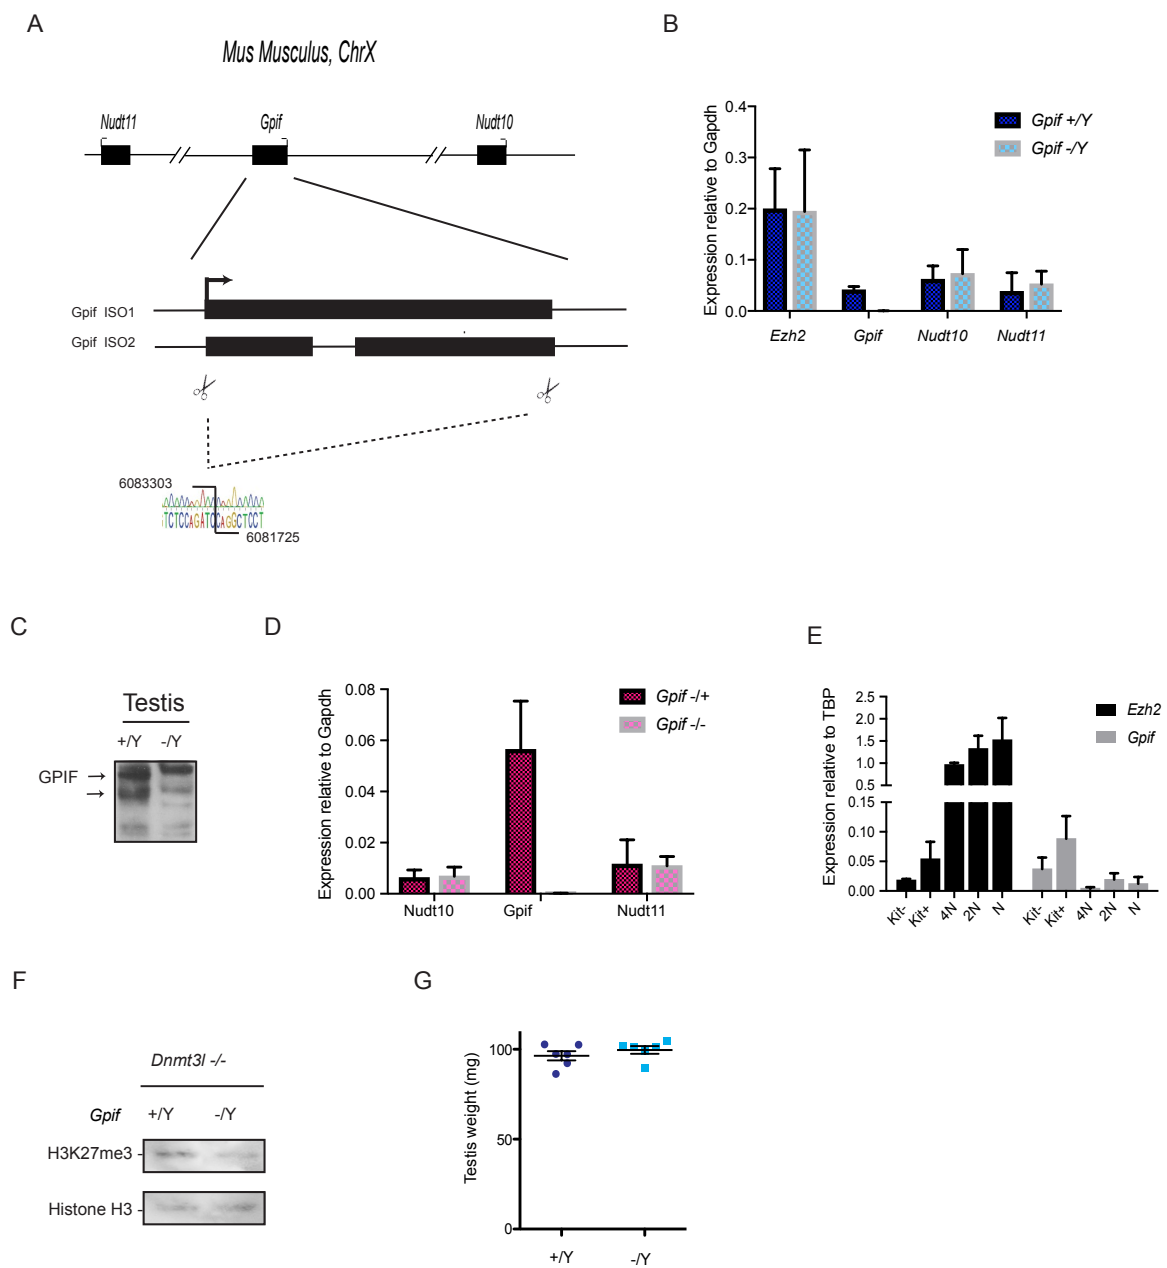 A
Mus Musculus, ChrX
Nudt11
Gpif
Nudt10
Gpif ISO1
Gpif ISO2
6083303
TCTCCAGATCCAGGCTCCT
6081725
B
Expression relative to Gapdh
0.4
0.3
0.2
0.1
0.0
Ezh2
Gpif
Nudt10
Nudt11
Gpif +/Y
Gpif -/Y
C
Testis
+/Y
-/Y
GPIF →
→
D
Expression relative to Gapdh
0.08
0.06
0.04
0.02
0.00
Nudt10
Gpif
Nudt11
Gpif -/+
Gpif -/-
E
Expression relative to TBP
2.5
2.0
1.5
1.0
0.5
0.15
0.10
0.05
0.00
Kit-
Kit+
4N
2N
N
Kit-
Kit+
4N
2N
N
Ezh2
Gpif
F
Dnmt3l -/-
Gpif +/Y -/Y
H3K27me3
Histone H3
G
Testis weight (mg)
100
50
0
+/Y
-/Y